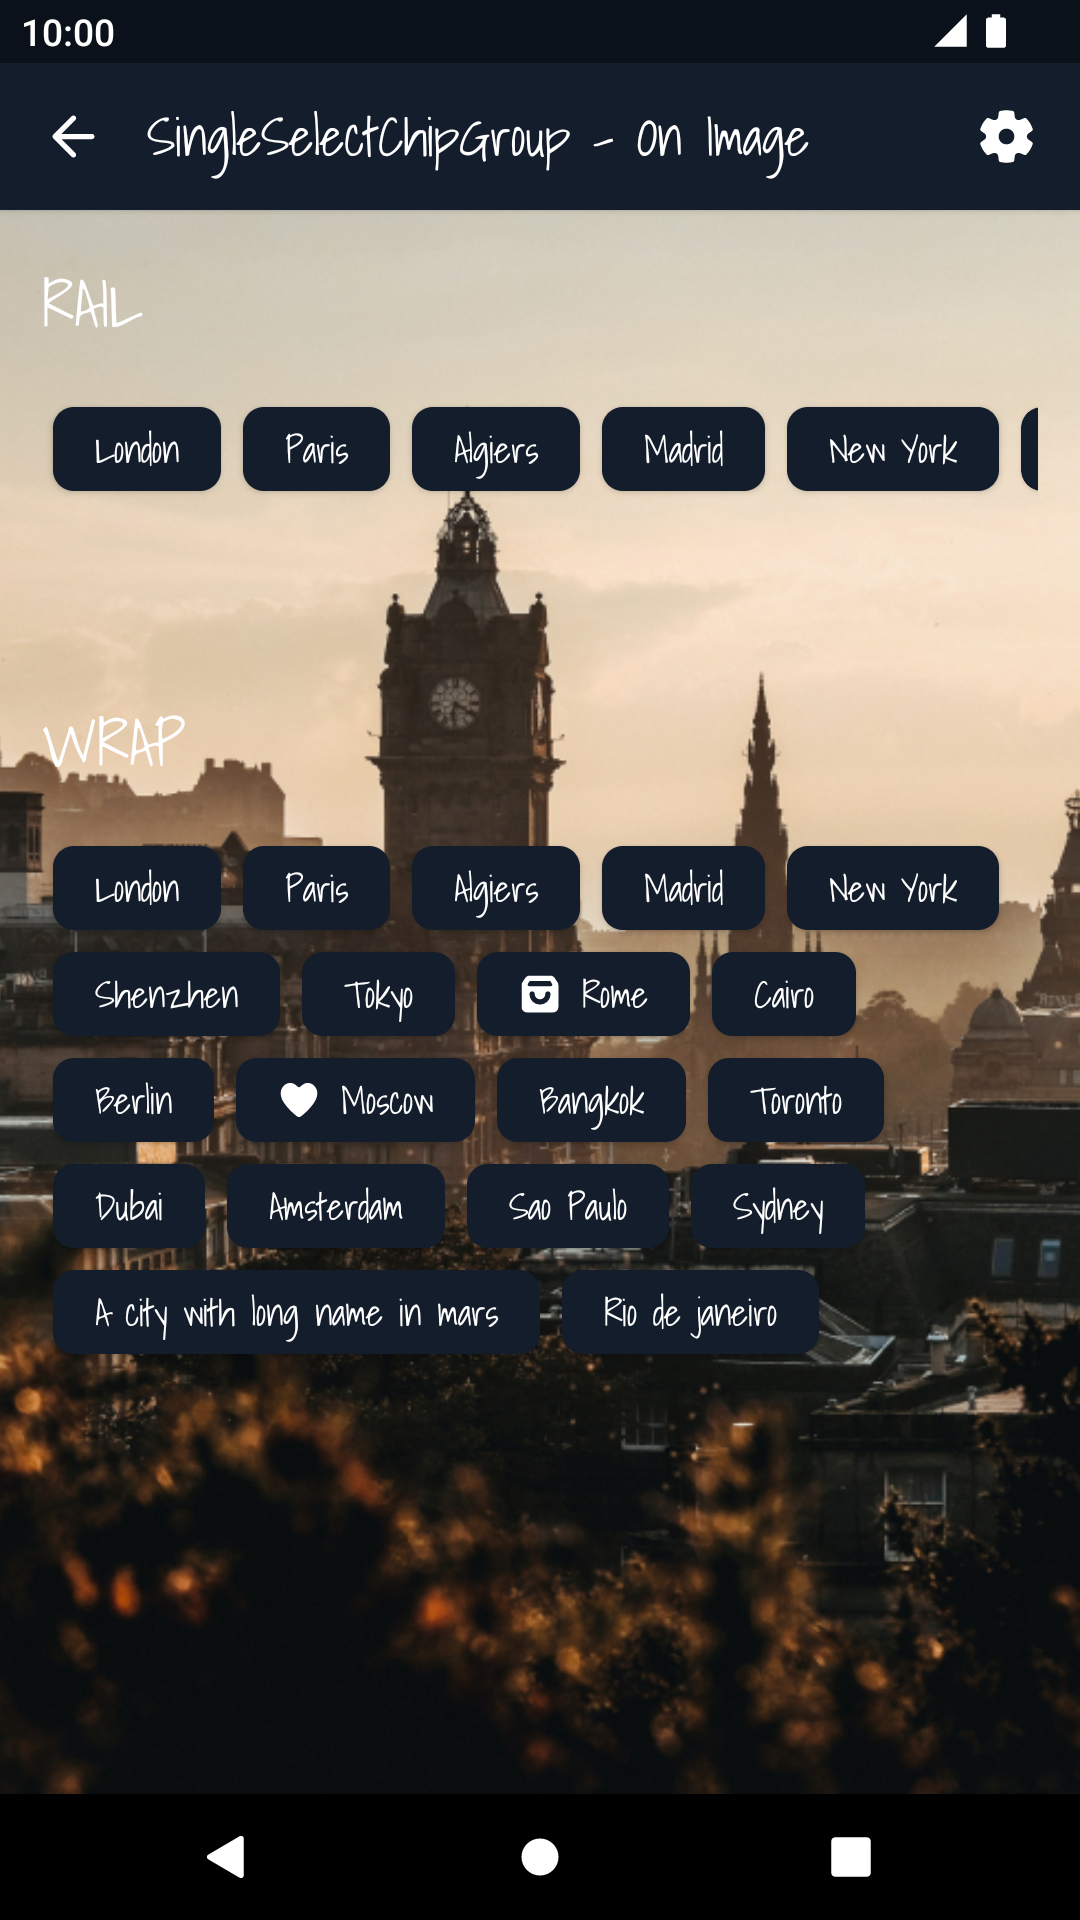 10:00
SingleSelectChipGroup - On Image
RAIL
London Paris Algiers Madrid New York
WRAP
London Paris Algiers Madrid New York
Shenzhen Tokyo Rome Cairo
Berlin Moscow Bangkok Toronto
Dubai Amsterdam Sao Paulo Sydney
A city with long name in mars Rio de janeiro